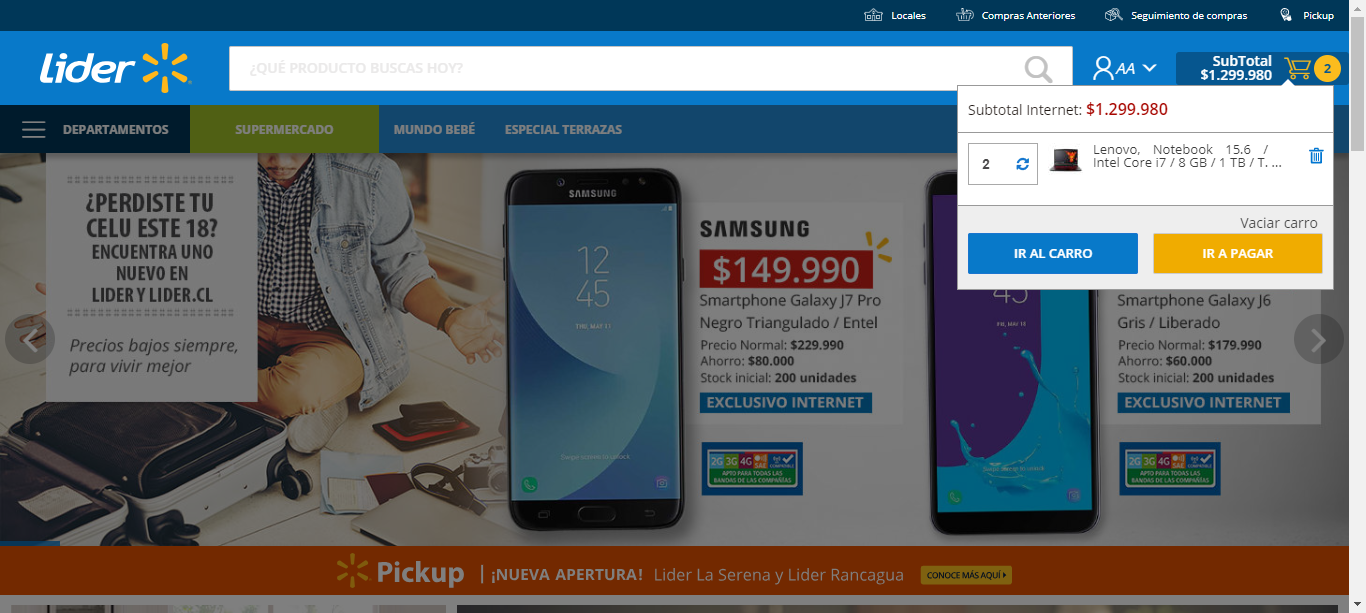 Locales
Compras Anteriores
Seguimiento de compras
Pickup
Lider
¿QUÉ PRODUCTO BUSCAS HOY?
AA
SubTotal
$1.299.980
2
DEPARTAMENTOS
SUPERMERCADO
MUNDO BEBÉ
ESPECIAL TERRAZAS
Subtotal Internet: $1.299.980
2
Lenovo, Notebook 15.6 /
Intel Core i7 / 8 GB / 1 TB / T. ...
Vaciar carro
IR AL CARRO
IR A PAGAR
¿PERDISTE TU
CELU ESTE 18?
ENCUENTRA UNO
NUEVO EN
LIDER Y LIDER.CL
Precios bajos siempre,
para vivir mejor
SAMSUNG
12
45
THE, MAY 11
SAMSUNG
$149.990
Smartphone Galaxy J7 Pro
Negro Triangulado / Entel
Precio Normal: $229.990
Ahorro: $80.000
Stock inicial: 200 unidades
EXCLUSIVO INTERNET
2G 3G 4G
APTO PARA TODAS LAS
BANDAS DE LAS COMPAÑÍAS
45
Smartphone Galaxy J6
Gris / Liberado
Precio Normal: $179.990
Ahorro: $60.000
Stock inicial: 200 unidades
EXCLUSIVO INTERNET
2G 3G 4G
APTO PARA TODAS LAS
BANDAS DE LAS COMPAÑÍAS
Pickup | ¡NUEVA APERTURA! Lider La Serena y Lider Rancagua
CONOCE MÁS AQUÍ